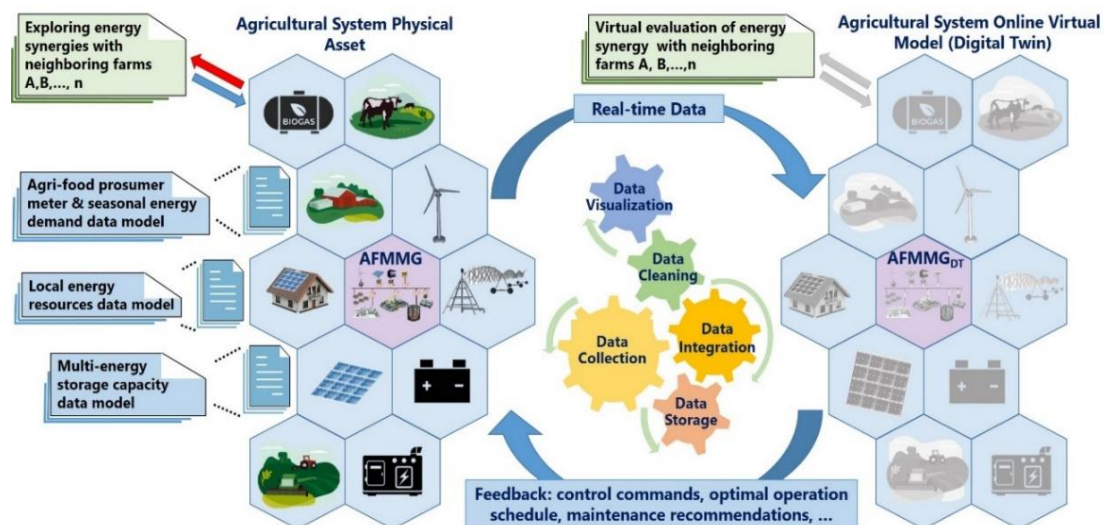 Exploring energy
synergies with
neighboring farms
A,B,..., n
Agricultural System Physical
Asset
Virtual evaluation of energy
synergy with neighboring
farms A, B,...,n
Agricultural System Online Virtual
Model (Digital Twin)
BIOGAS
BIOGAS
Real-time Data
Agri-food prosumer
meter & seasonal energy
demand data model
Data
Visualization
Data
Cleaning
AFMMG
AFMMGDT
Local energy
resources data model
Data
Integration
Data
Collection
Multi-energy
storage capacity
data model
Data
Storage
Feedback: control commands, optimal operation
schedule, maintenance recommendations, ...